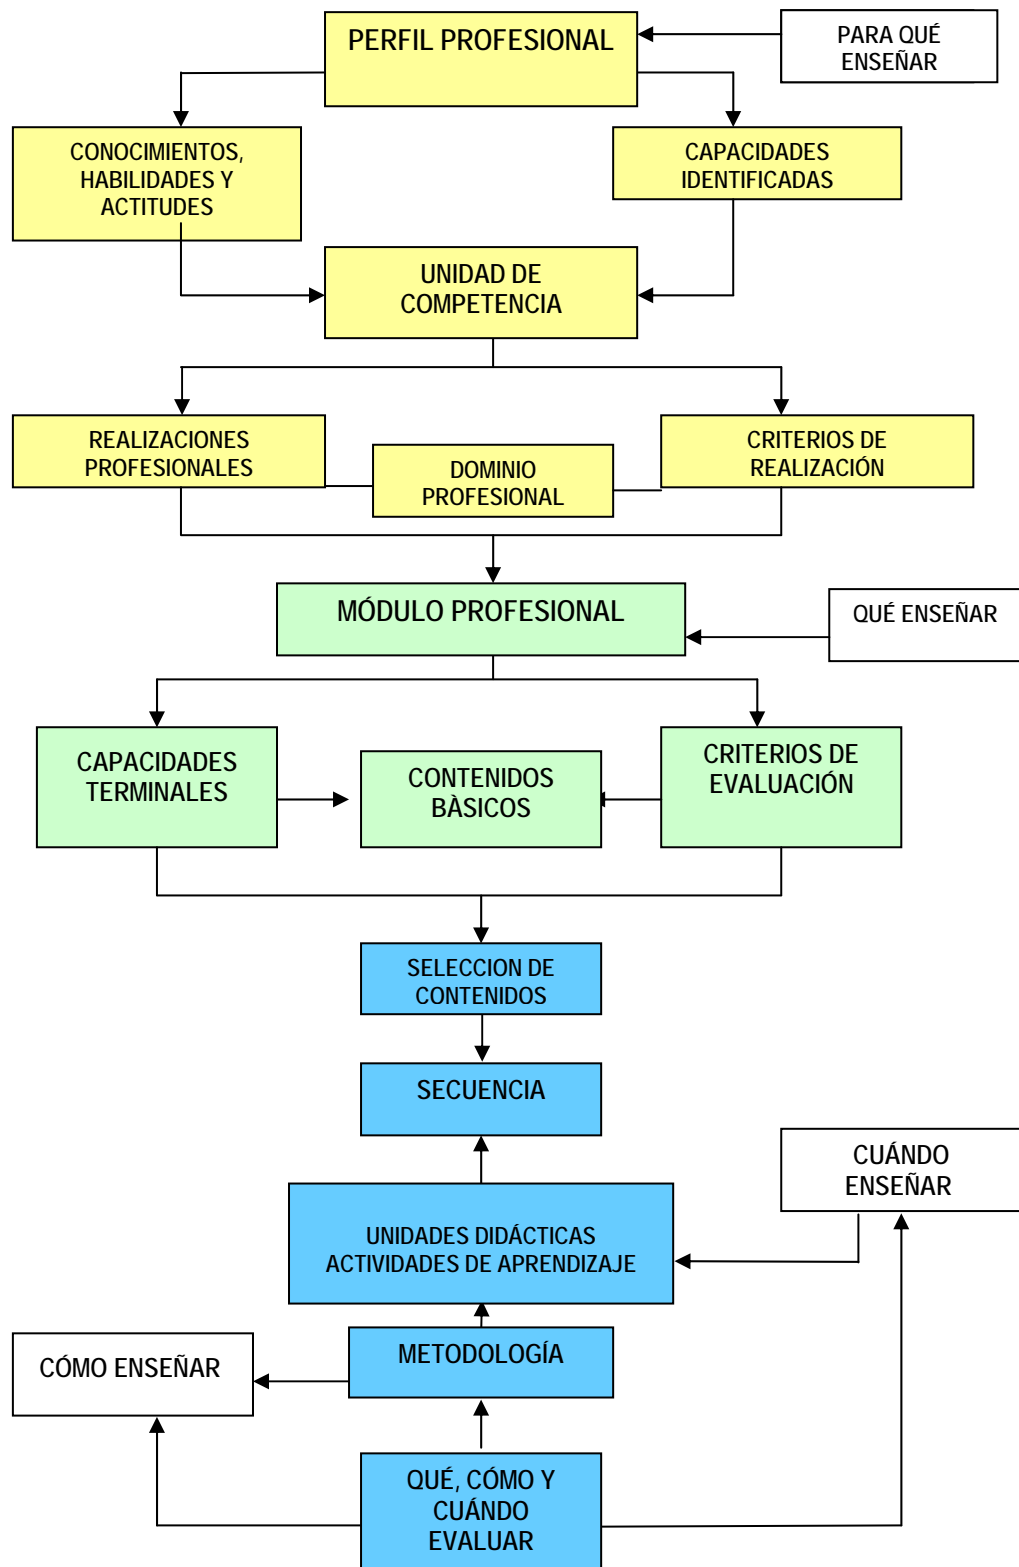 PERFIL PROFESIONAL
PARA QUÉ
ENSEÑAR
CONOCIMIENTOS,
HABILIDADES Y
ACTITUDES
CAPACIDADES
IDENTIFICADAS
UNIDAD DE
COMPETENCIA
REALIZACIONES
PROFESIONALES
DOMINIO
PROFESIONAL
CRITERIOS DE
REALIZACIÓN
MÓDULO PROFESIONAL
QUÉ ENSEÑAR
CAPACIDADES
TERMINALES
CONTENIDOS
BÀSICOS
CRITERIOS DE
EVALUACIÓN
SELECCION DE
CONTENIDOS
SECUENCIA
CUÁNDO
ENSEÑAR
UNIDADES DIDÁCTICAS
ACTIVIDADES DE APRENDIZAJE
METODOLOGÍA
CÓMO ENSEÑAR
QUÉ, CÓMO Y
CUÁNDO
EVALUAR